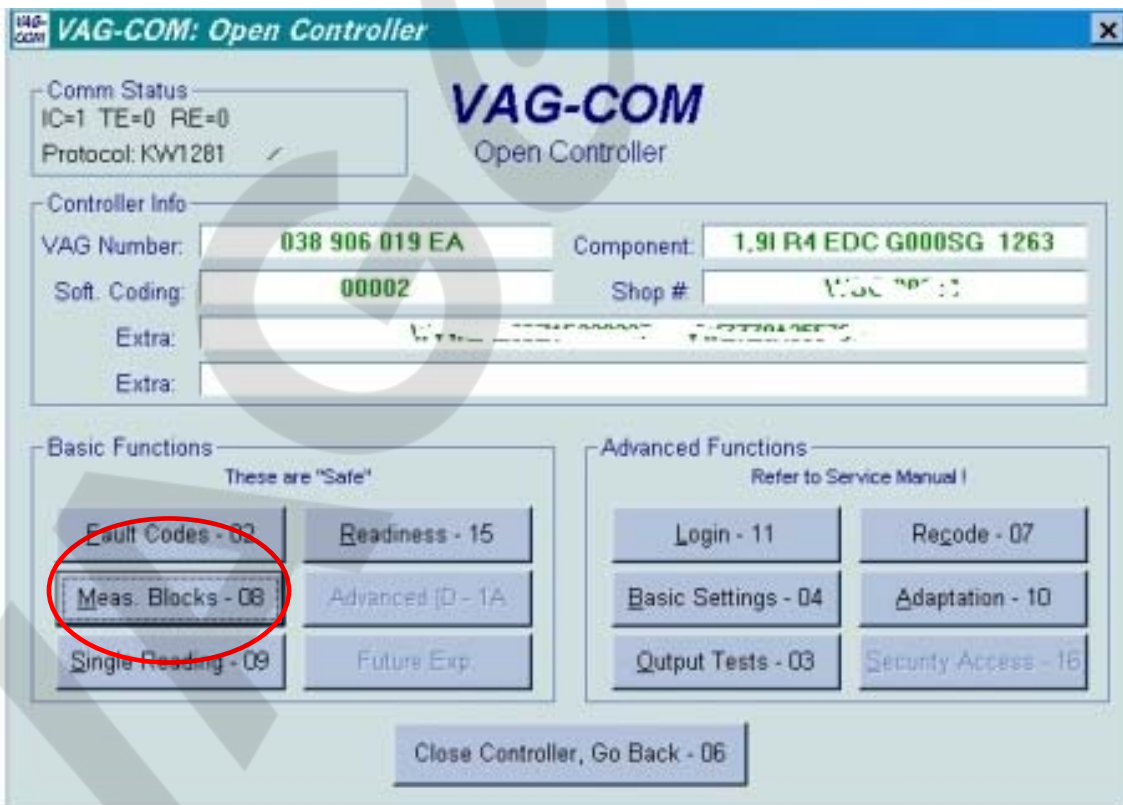 VAG-COM
VAG-COM: Open Controller
Comm Status
IC=1 TE=0 RE=0
Protocol: KW1281
VAG-COM
Open Controller
Controller Info
VAG Number: 038 906 019 EA Component: 1,9l R4 EDC G000SG 1263
Soft. Coding: 00002 Shop #:
Extra:
Extra:
Basic Functions
These are "Safe"
Fault Codes - 02 Readiness - 15
Meas. Blocks - 08 Advanced ID - 1A
Single Reading - 09 Future Exp.
Advanced Functions
Refer to Service Manual !
Login - 11 Recode - 07
Basic Settings - 04 Adaptation - 10
Output Tests - 03 Security Access - 16
Close Controller, Go Back - 06